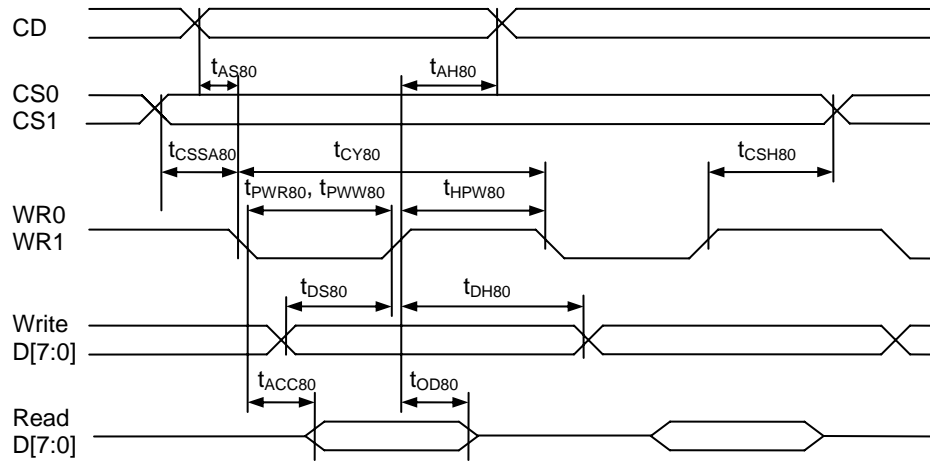 CD
tAS80 tAH80
CS0
CS1
tCSSA80 tCY80 tCSH80
tPWR80, tPWW80 tHPW80
WR0
WR1
tDS80 tDH80
Write
D[7:0]
tACC80 tOD80
Read
D[7:0]